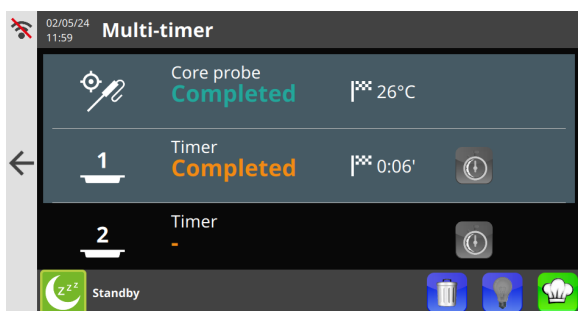 02/05/24
11:59
Multi-timer
Core probe
Completed
26°C
1
Timer
Completed
0:06'
2
Timer
-
zzz
Standby